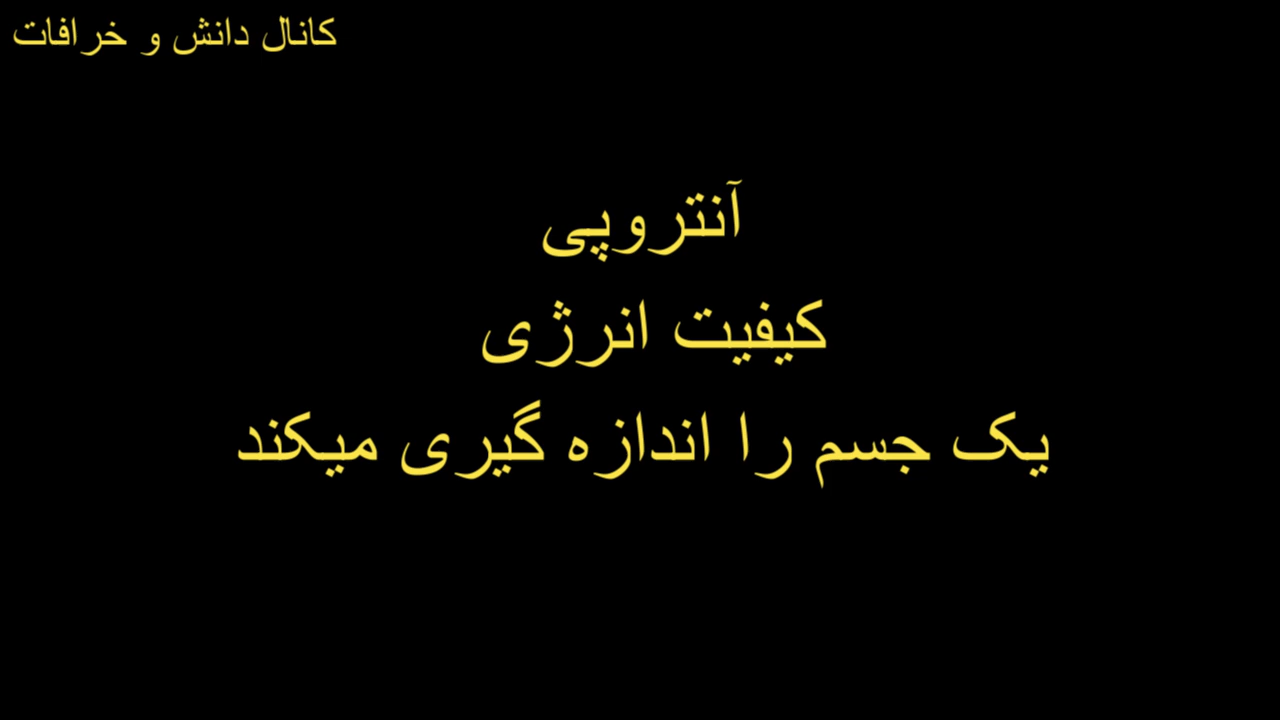 کانال دانش و خرافات
آنتروپی
کیفیت انرژی
یک جسم را اندازه گیری میکند